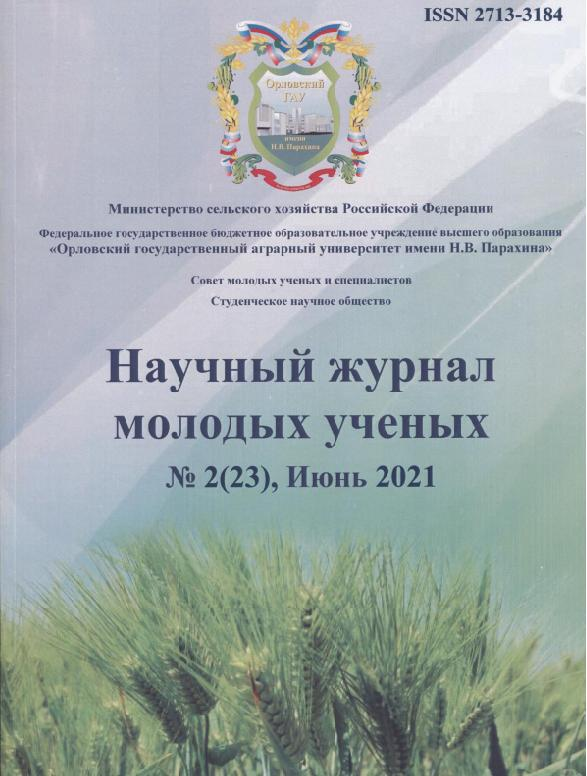 ISSN 2713-3184
Орловский
ГАУ
имени
Н.В. Парахина
Министерство сельского хозяйства Российской Федерации
Федеральное государственное бюджетное образовательное учреждение высшего образования
«Орловский государственный аграрный университет имени Н.В. Парахина»
Совет молодых ученых и специалистов
Студенческое научное общество
Научный журнал
молодых ученых
№ 2(23), Июнь 2021